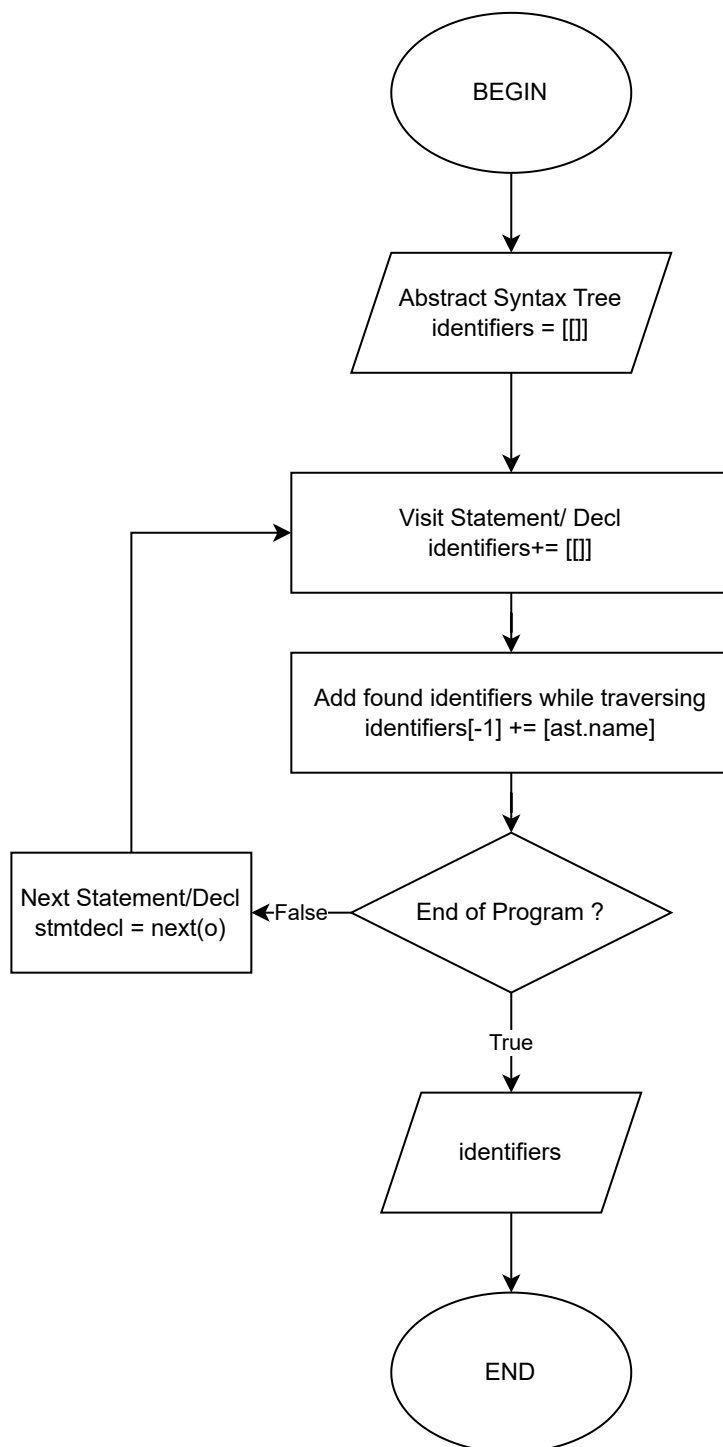 BEGIN
Abstract Syntax Tree
identifiers = [[]]
Visit Statement/ Decl
identifiers+= [[]]
Add found identifiers while traversing
identifiers[-1] += [ast.name]
Next Statement/Decl
stmtdecl = next(o)
False
End of Program ?
True
identifiers
END